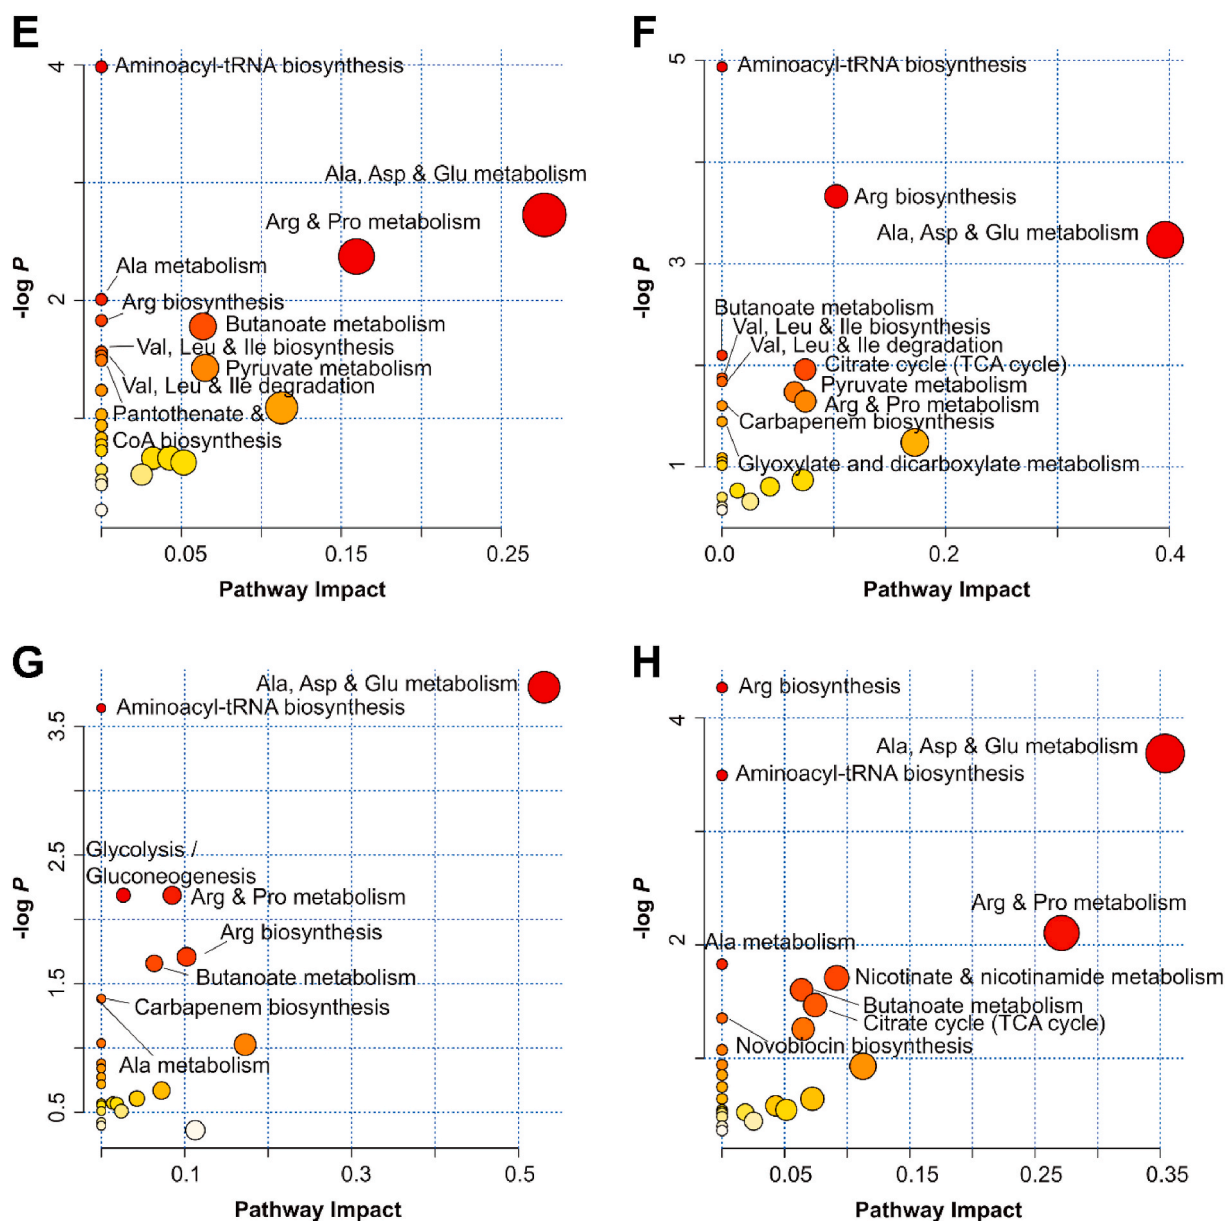 E
4
Aminoacyl-tRNA biosynthesis
Ala, Asp & Glu metabolism
Arg & Pro metabolism
Ala metabolism
2
Arg biosynthesis
Butanoate metabolism
Val, Leu & Ile biosynthesis
Pyruvate metabolism
Val, Leu & Ile degradation
Pantothenate &
CoA biosynthesis
-log P
0.05 0.15 0.25
Pathway Impact
F
5
Aminoacyl-tRNA biosynthesis
Arg biosynthesis
Ala, Asp & Glu metabolism
3
Butanoate metabolism
Val, Leu & Ile biosynthesis
Val, Leu & Ile degradation
Citrate cycle (TCA cycle)
Pyruvate metabolism
Arg & Pro metabolism
Carbapenem biosynthesis
Glyoxylate and dicarboxylate metabolism
1
-log P
0.0 0.2 0.4
Pathway Impact
G
Ala, Asp & Glu metabolism
Aminoacyl-tRNA biosynthesis
3.5
Glycolysis /
Gluconeogenesis
2.5
Arg & Pro metabolism
Arg biosynthesis
Butanoate metabolism
1.5
Carbapenem biosynthesis
Ala metabolism
0.5
-log P
0.1 0.3 0.5
Pathway Impact
H
Arg biosynthesis
4
Ala, Asp & Glu metabolism
Aminoacyl-tRNA biosynthesis
Arg & Pro metabolism
2
Ala metabolism
Nicotinate & nicotinamide metabolism
Butanoate metabolism
Citrate cycle (TCA cycle)
Novobiocin biosynthesis
-log P
0.05 0.15 0.25 0.35
Pathway Impact